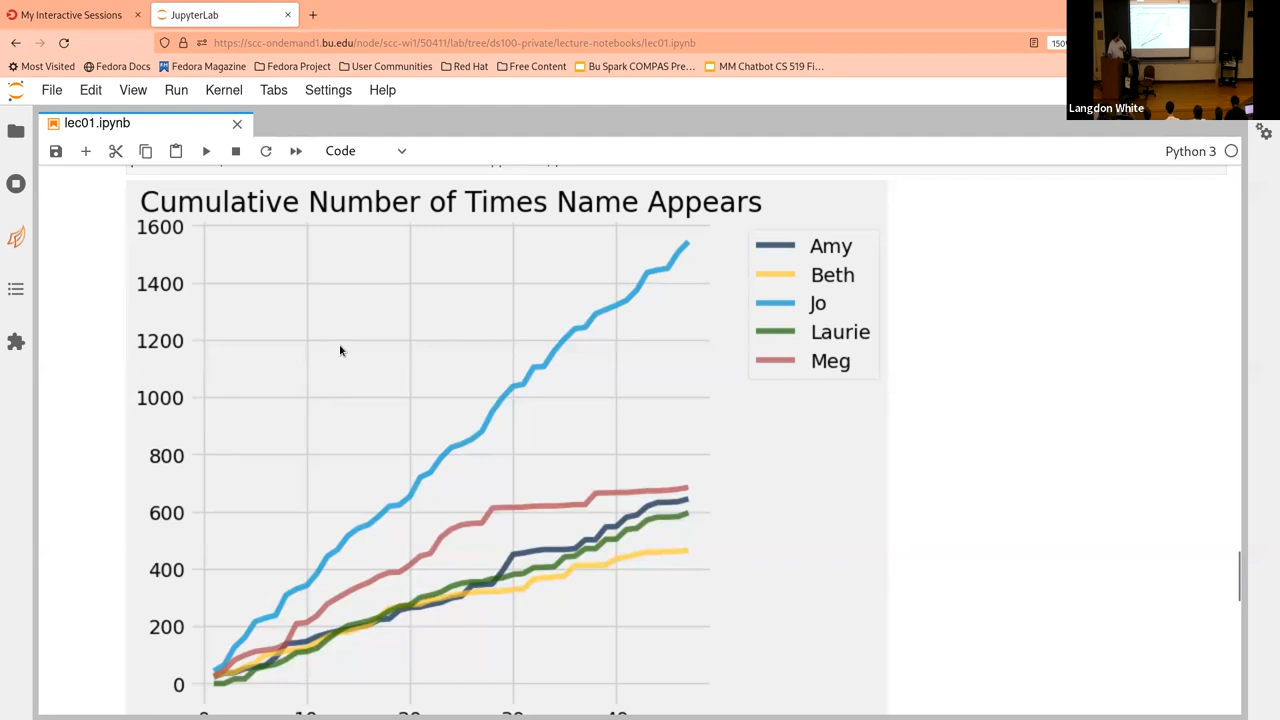 My Interactive Sessions
JupyterLab
https://scc-ondemand1.bu.edu/node/scc-wi1/50411/lab/tree/ds100-private/lecture-notebooks/lec01.ipynb
Most Visited Fedora Docs Fedora Magazine Fedora Project User Communities Red Hat Free Content Bu Spark COMPAS Pre… MM Chatbot CS 519 Fi…
Langdon White
File Edit View Run Kernel Tabs Settings Help
lec01.ipynb
Code
Python 3
Cumulative Number of Times Name Appears
1600
1400
1200
1000
800
600
400
200
0
Amy
Beth
Jo
Laurie
Meg